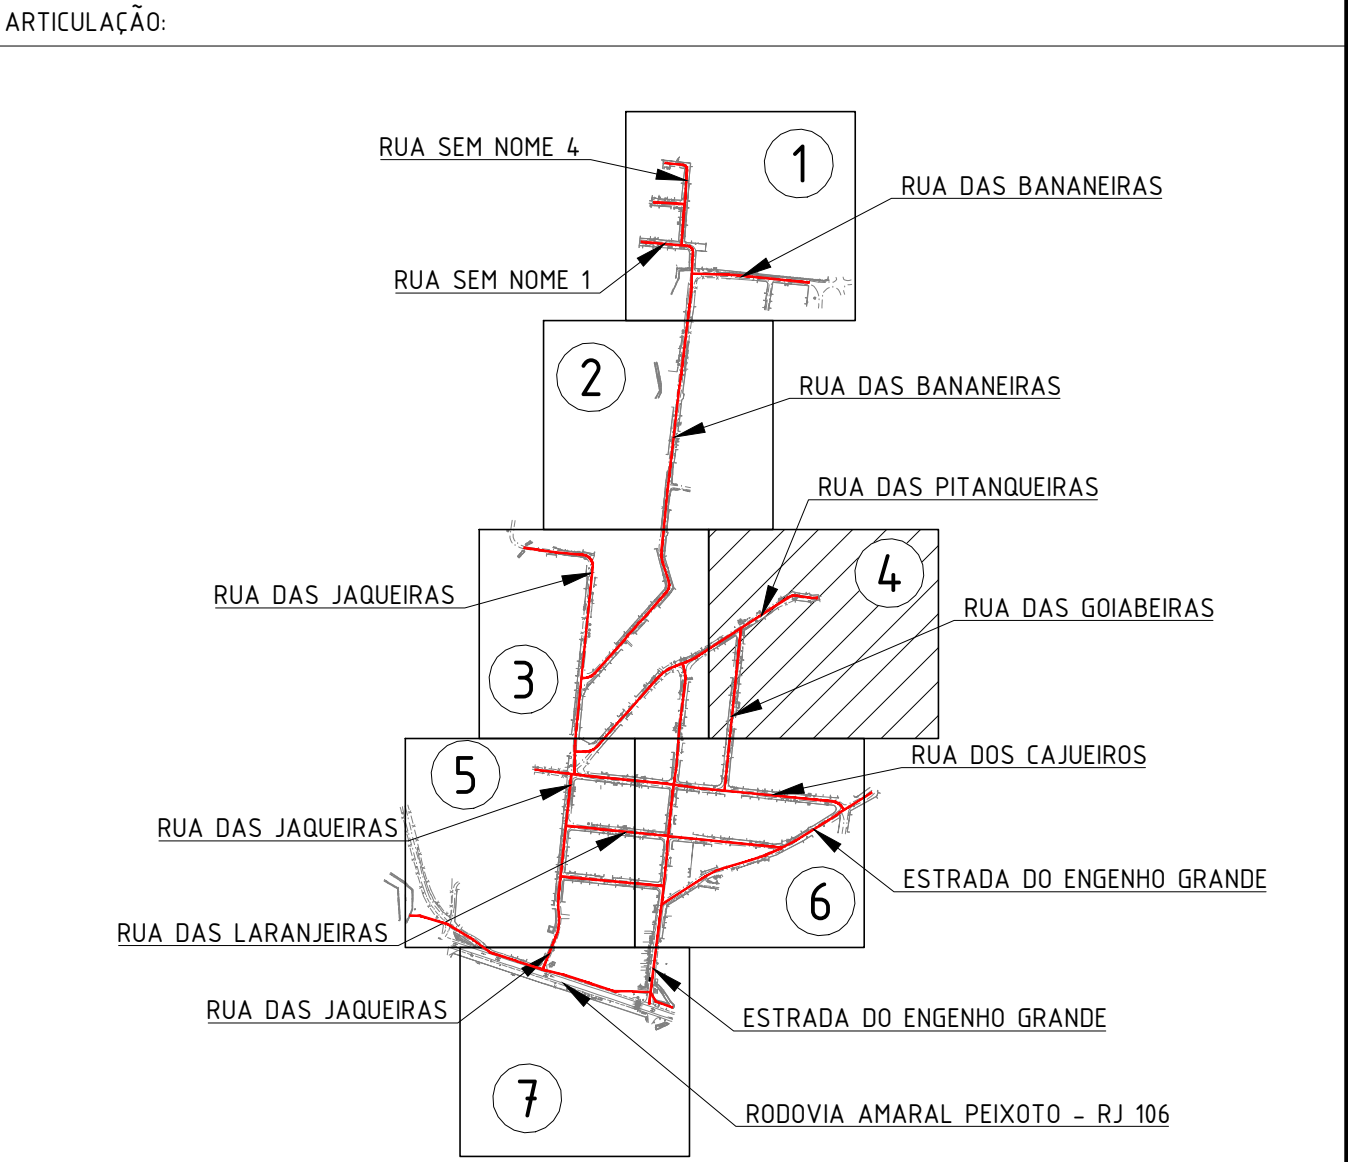 ARTICULAÇÃO:
RUA SEM NOME 4
1
RUA DAS BANANEIRAS
RUA SEM NOME 1
2
RUA DAS BANANEIRAS
RUA DAS PITANQUEIRAS
4
RUA DAS JAQUEIRAS
RUA DAS GOIABEIRAS
3
RUA DOS CAJUEIROS
5
RUA DAS JAQUEIRAS
ESTRADA DO ENGENHO GRANDE
6
RUA DAS LARANJEIRAS
RUA DAS JAQUEIRAS
ESTRADA DO ENGENHO GRANDE
7
RODOVIA AMARAL PEIXOTO - RJ 106